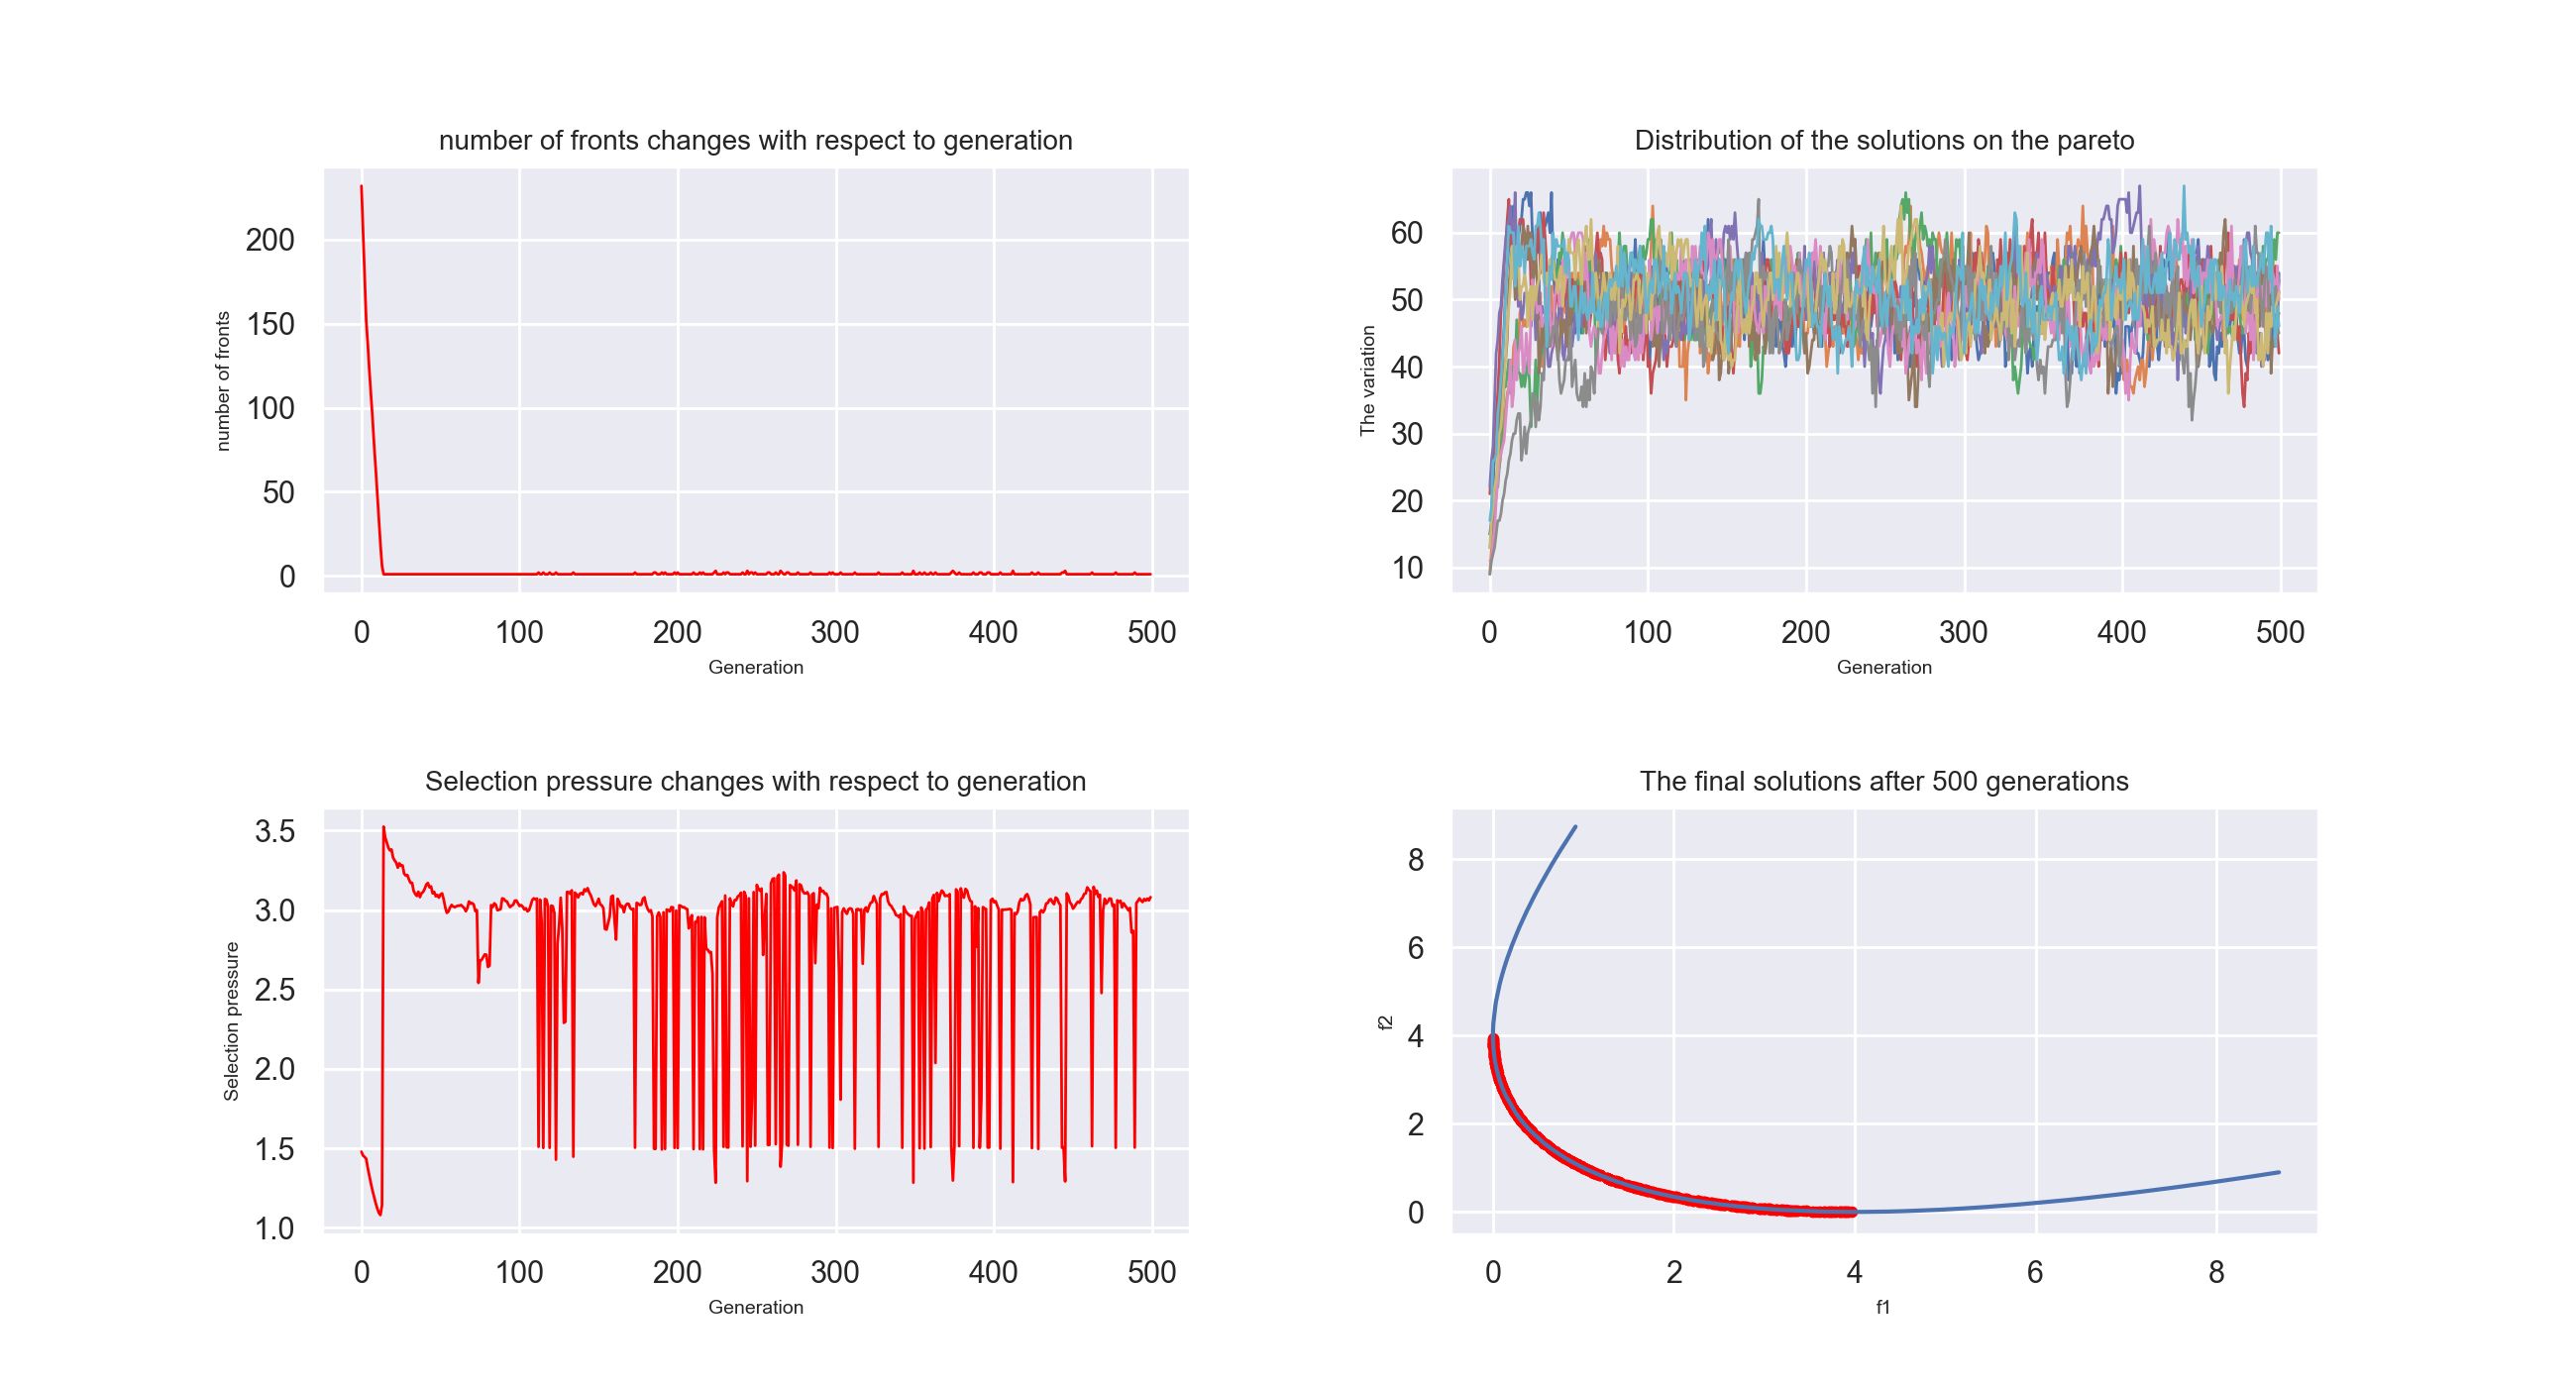 number of fronts changes with respect to generation
number of fronts
200
150
100
50
0
0 100 200 300 400 500
Generation
Distribution of the solutions on the pareto
The variation
60
50
40
30
20
10
0 100 200 300 400 500
Generation
Selection pressure changes with respect to generation
Selection pressure
3.5
3.0
2.5
2.0
1.5
1.0
0 100 200 300 400 500
Generation
The final solutions after 500 generations
f2
8
6
4
2
0
0 2 4 6 8
f1